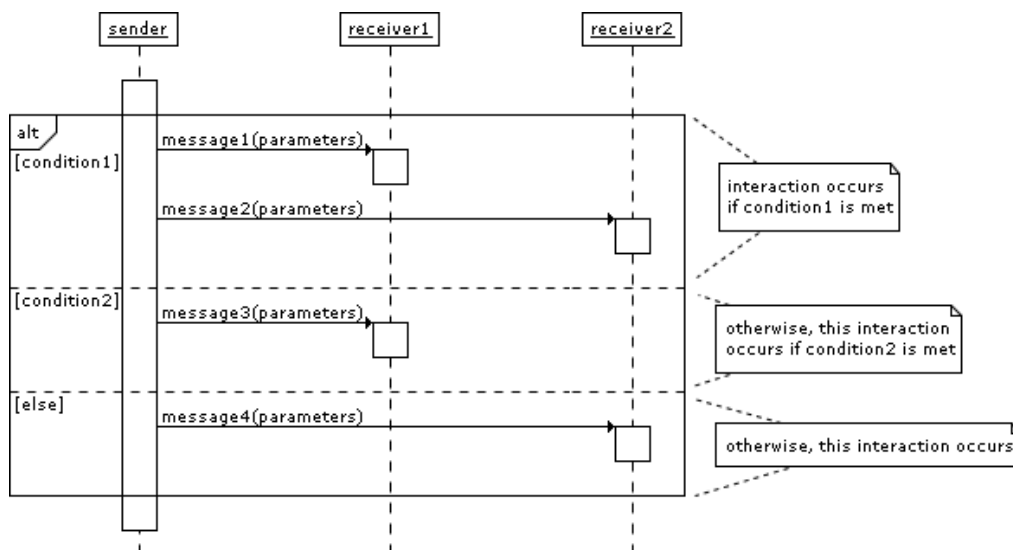 sender
receiver1
receiver2
alt
message1(parameters)
[condition1]
interaction occurs
if condition1 is met
message2(parameters)
[condition2]
message3(parameters)
otherwise, this interaction
occurs if condition2 is met
[else]
message4(parameters)
otherwise, this interaction occurs